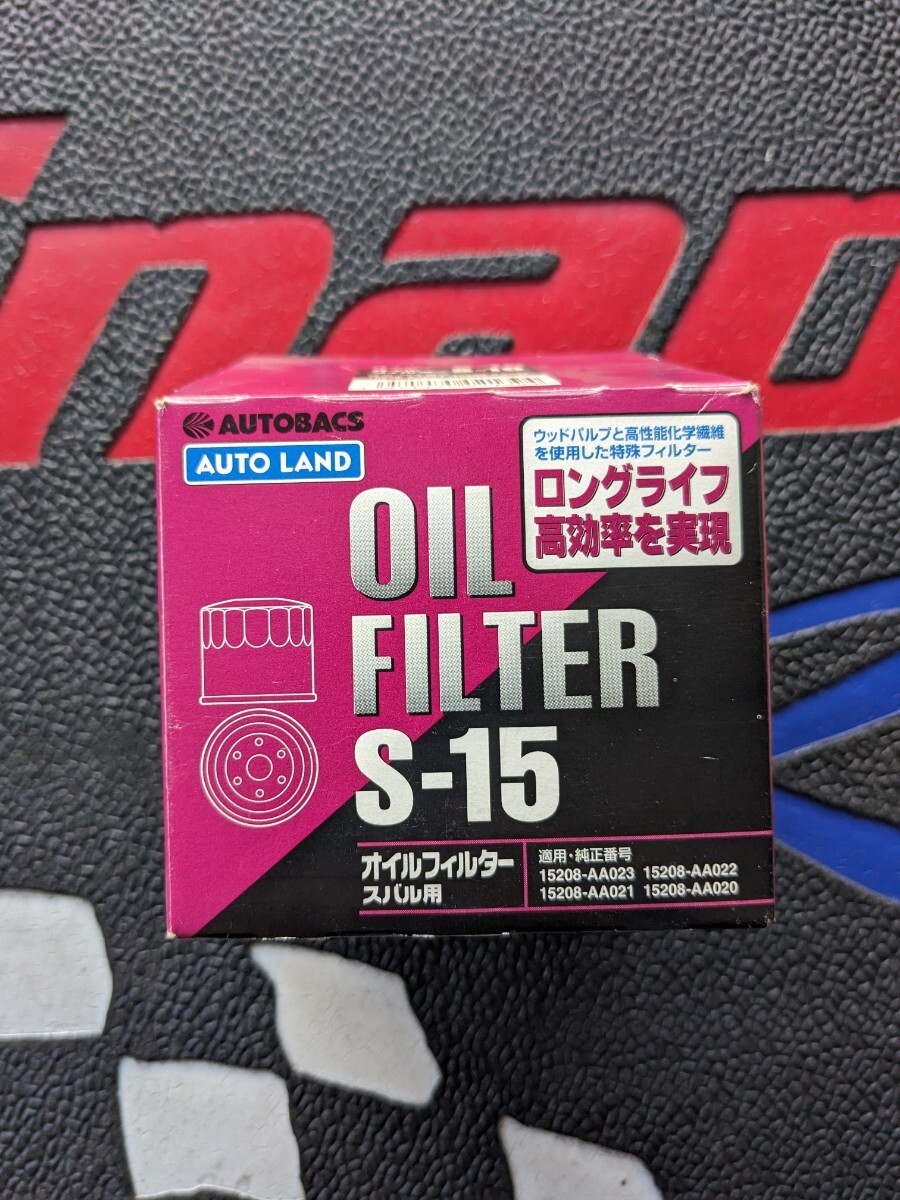 AUTOBACS
AUTO LAND
ウッドパルプと高性能化学繊維
を使用した特殊フィルター
ロングライフ
高効率を実現
OIL
FILTER
S-15
オイルフィルター
スバル用
適用・純正番号
15208-AA023 15208-AA022
15208-AA021 15208-AA020